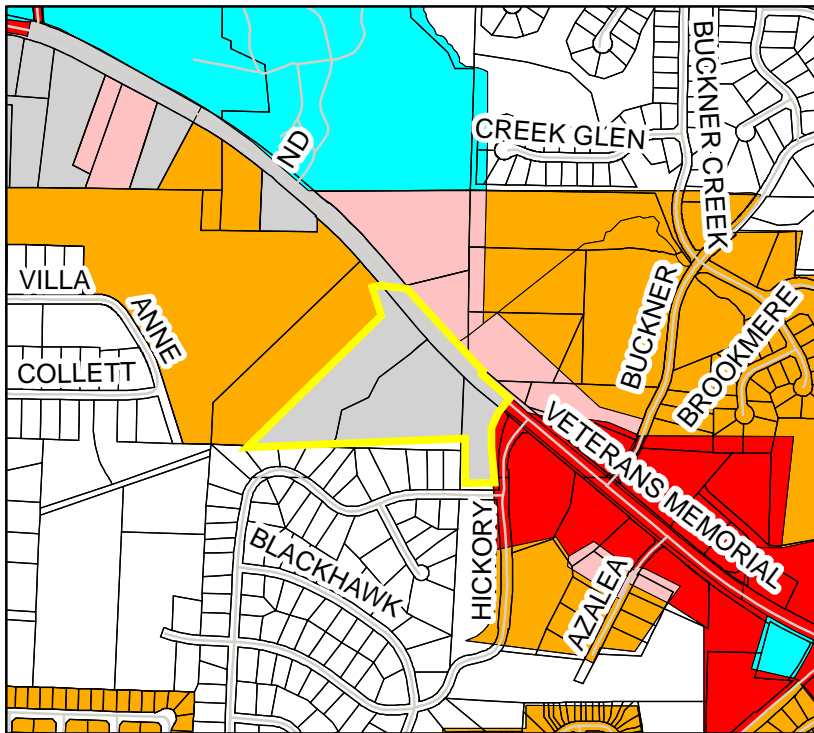 ND
CREEK GLEN
BUCKNER CREEK
VILLA
ANNE
COLLETT
BUCKNER
BROOKMERE
VETERANS MEMORIAL
BLACKHAWK
HICKORY
AZALEA